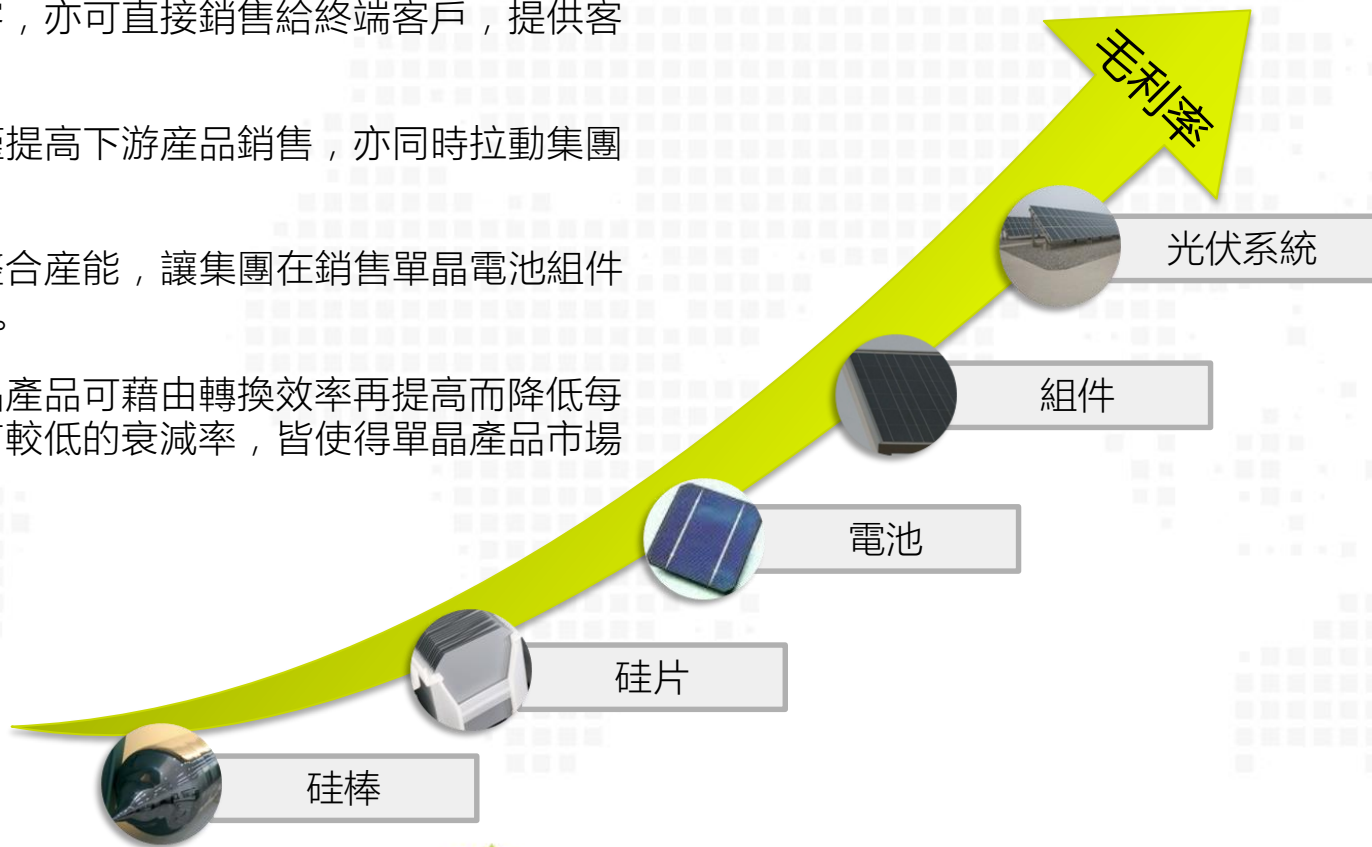 ，亦可直接銷售給終端客戶，提供客
提高下游産品銷售，亦同時拉動集團
合産能，讓集團在銷售單晶電池組件
。
產品可藉由轉換效率再提高而降低每
較低的衰減率，皆使得單晶產品市場
毛利率
光伏系統
組件
電池
硅片
硅棒